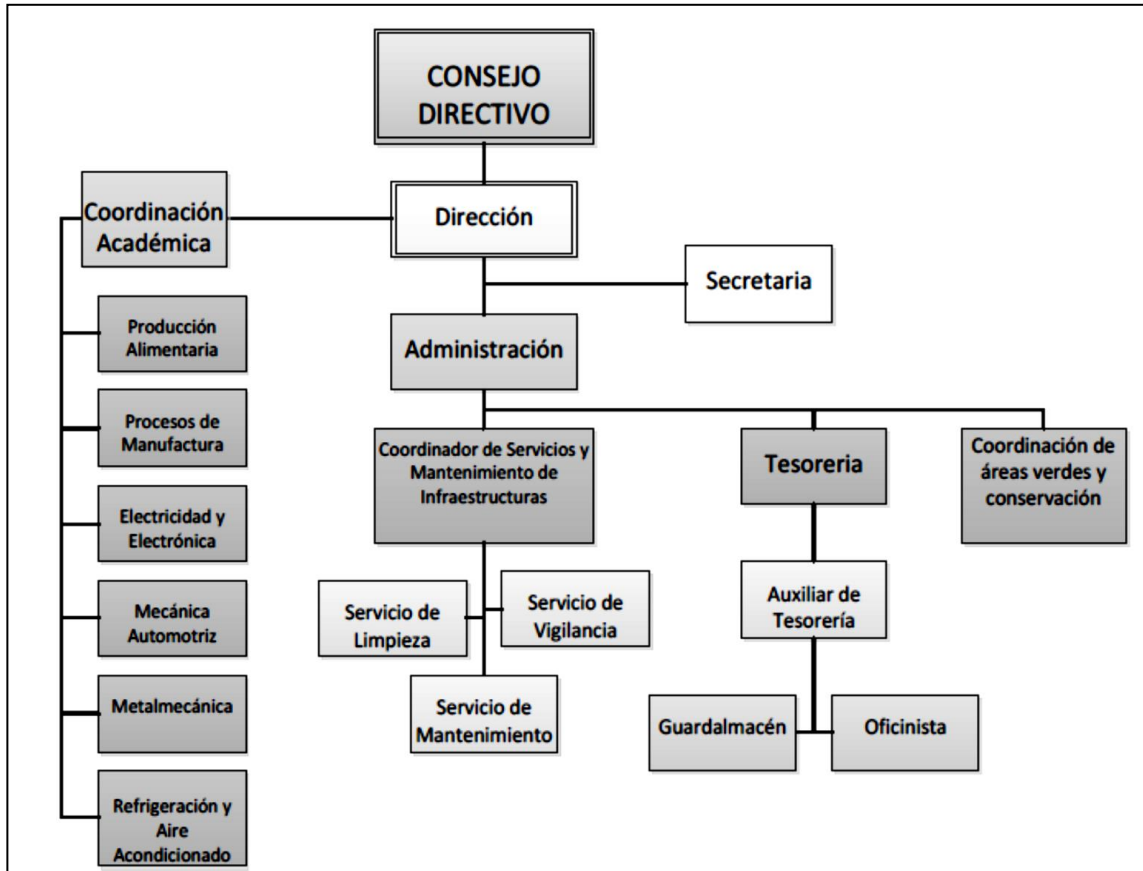 CONSEJO
DIRECTIVO
Coordinación
Académica
Dirección
Secretaria
Producción
Alimentaria
Administración
Procesos de
Manufactura
Coordinador de Servicios y
Mantenimiento de
Infraestructuras
Tesoreria
Coordinación de
áreas verdes y
conservación
Electricidad y
Electrónica
Mecánica
Automotriz
Servicio de
Limpieza
Servicio de
Vigilancia
Auxiliar de
Tesorería
Metalmecánica
Servicio de
Mantenimiento
Guardalmacén
Oficinista
Refrigeración y
Aire
Acondicionado